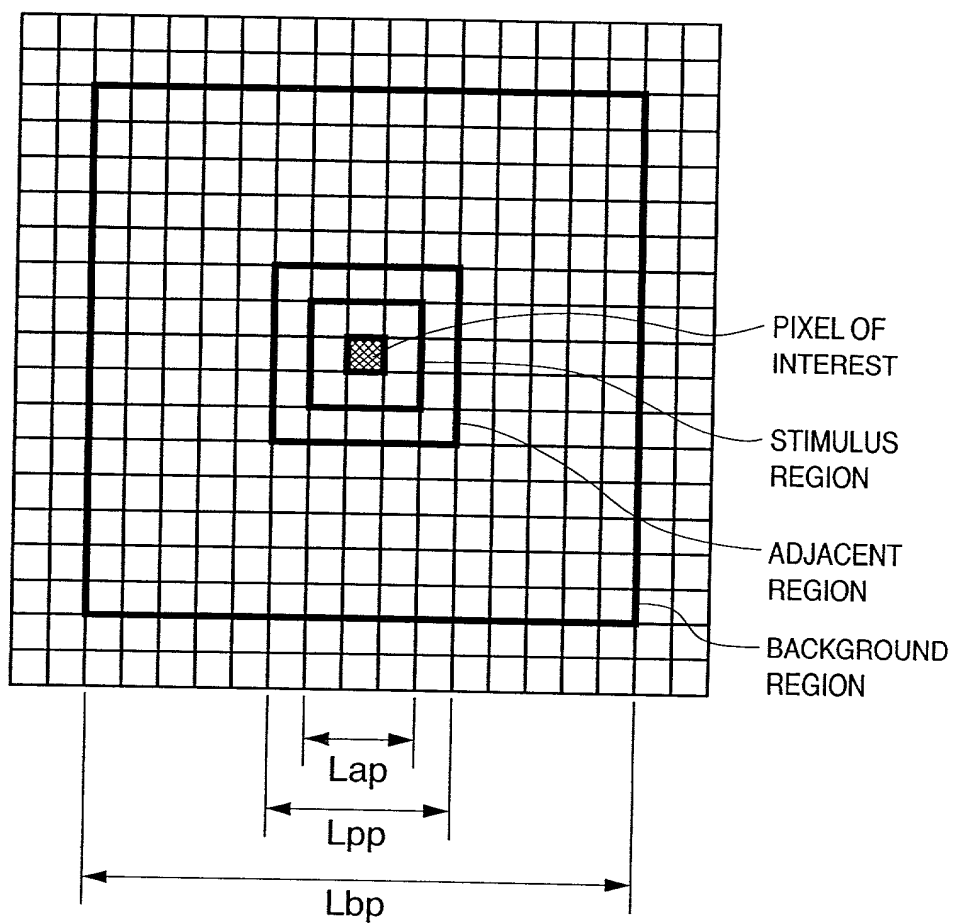 PIXEL OF
INTEREST
STIMULUS
REGION
ADJACENT
REGION
BACKGROUND
REGION
Lap
Lpp
Lbp